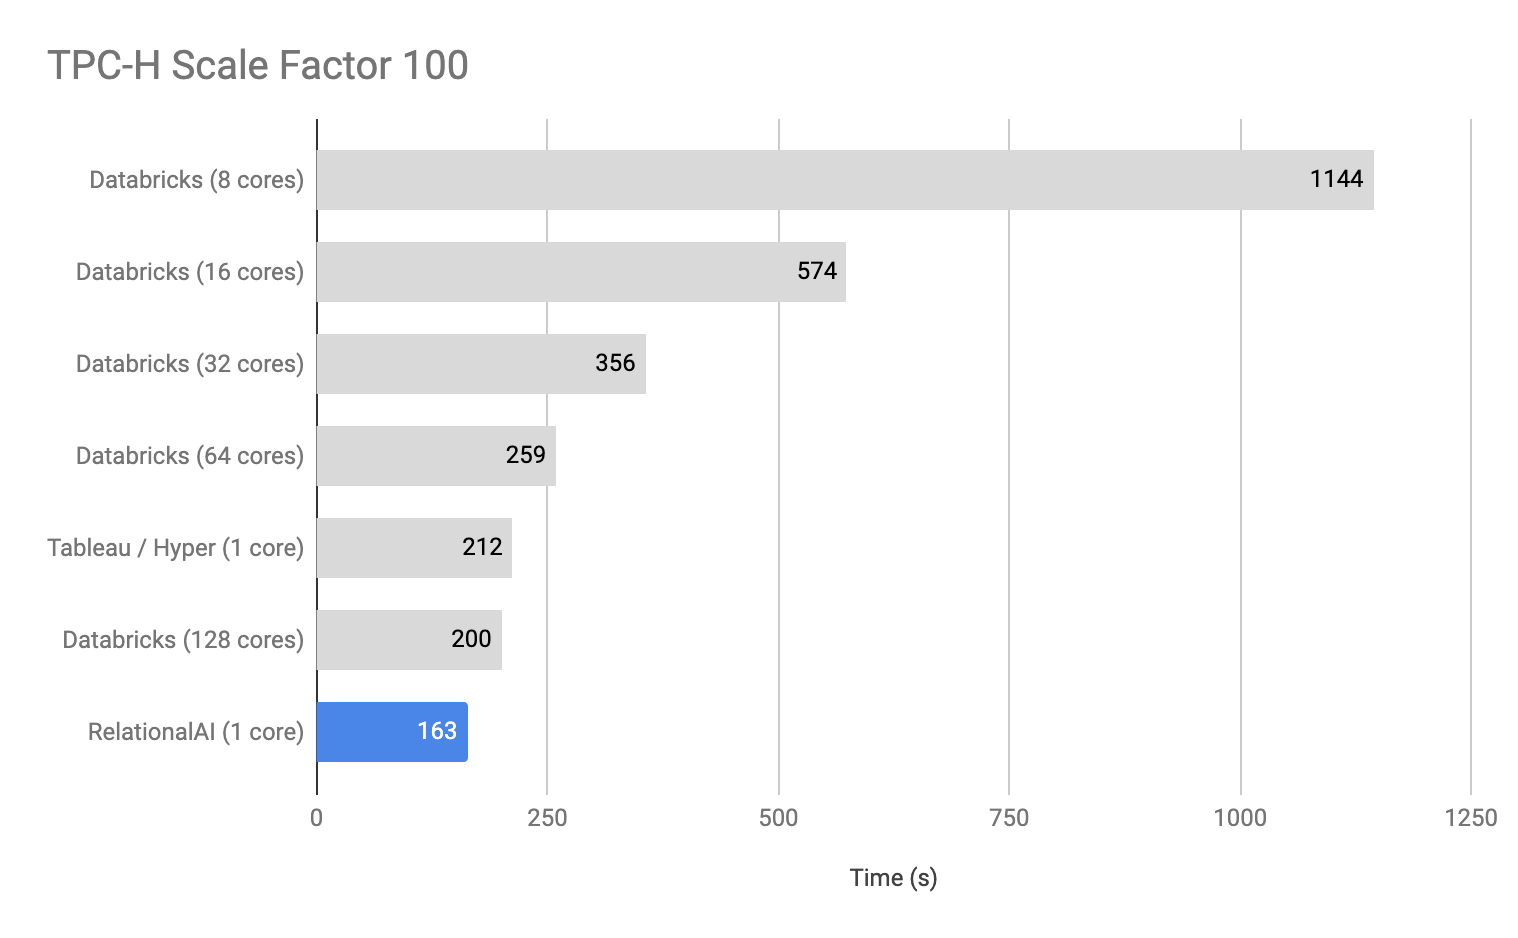 TPC-H Scale Factor 100
Databricks (8 cores) 1144
Databricks (16 cores) 574
Databricks (32 cores) 356
Databricks (64 cores) 259
Tableau / Hyper (1 core) 212
Databricks (128 cores) 200
RelationalAI (1 core) 163
0 250 500 750 1000 1250
Time (s)